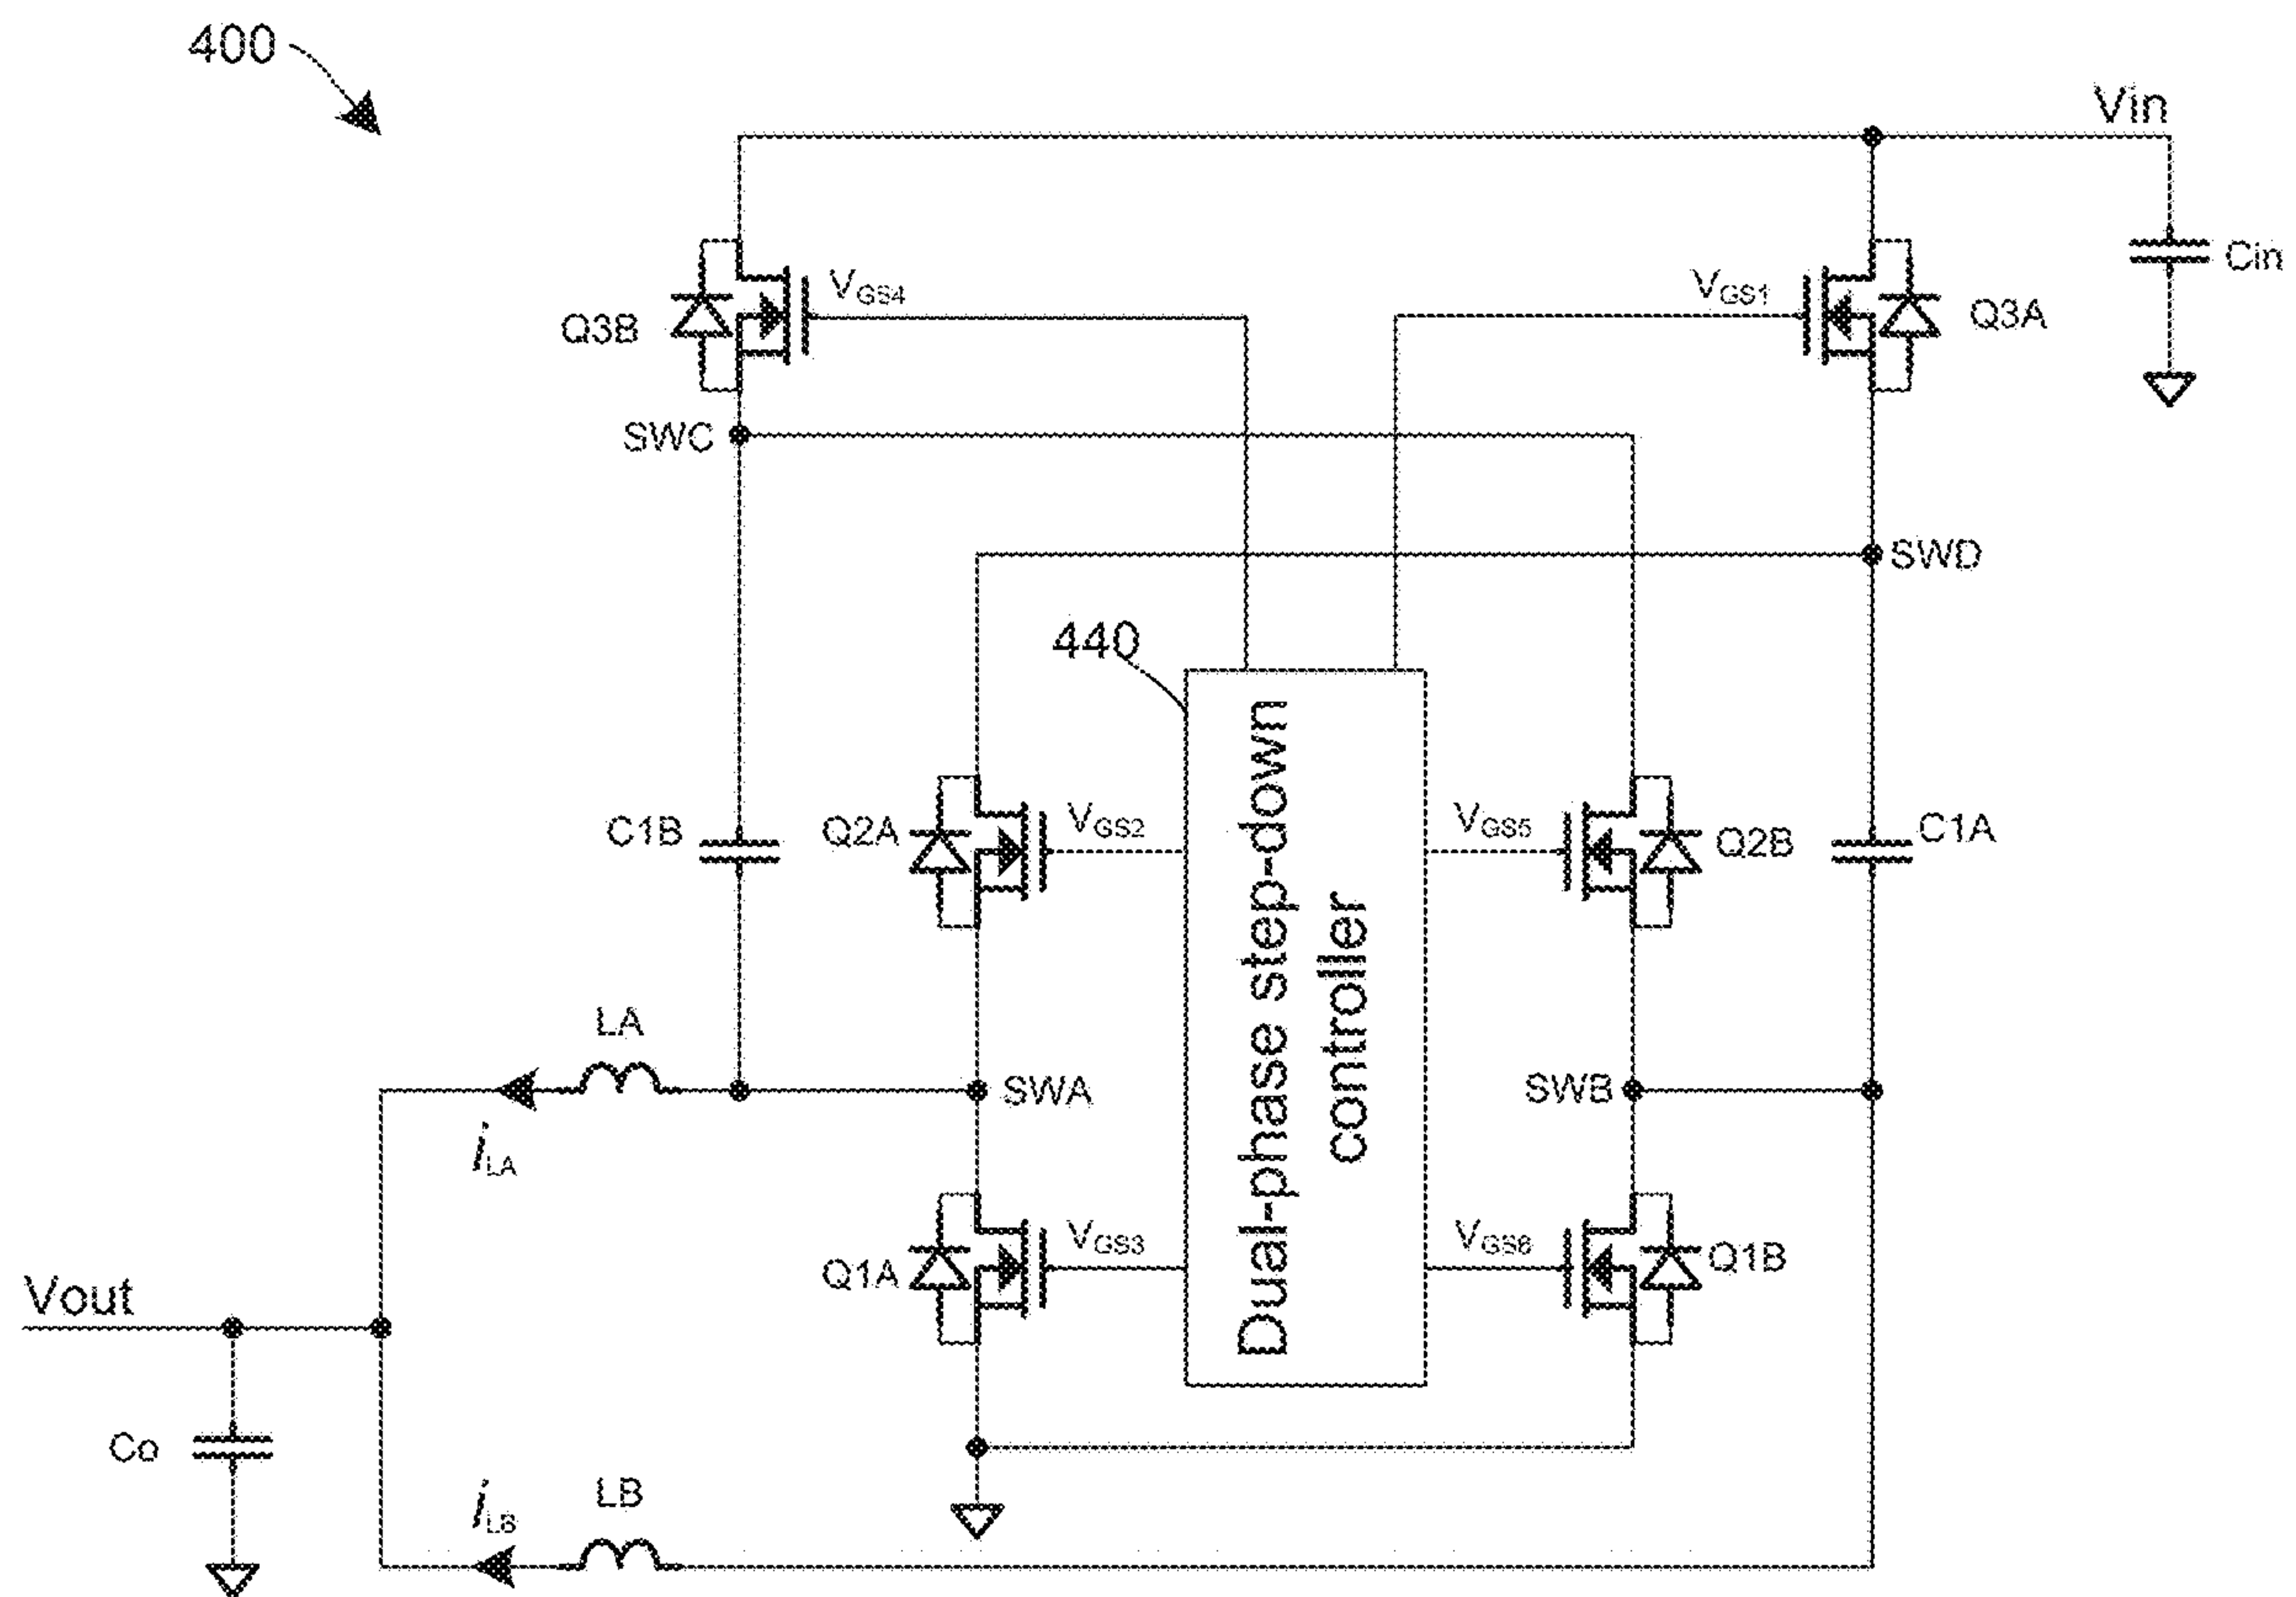 400
Vin
Cin
Q3B
VGS4
VGS1
Q3A
SWC
SWD
440
C1B
Q2A
VGS2
Dual-phase step-down
controller
VGS5
Q2B
C1A
LA
iLA
SWA
SWB
Q1A
VGS3
VGS6
Q1B
Vout
Co
iLB
LB